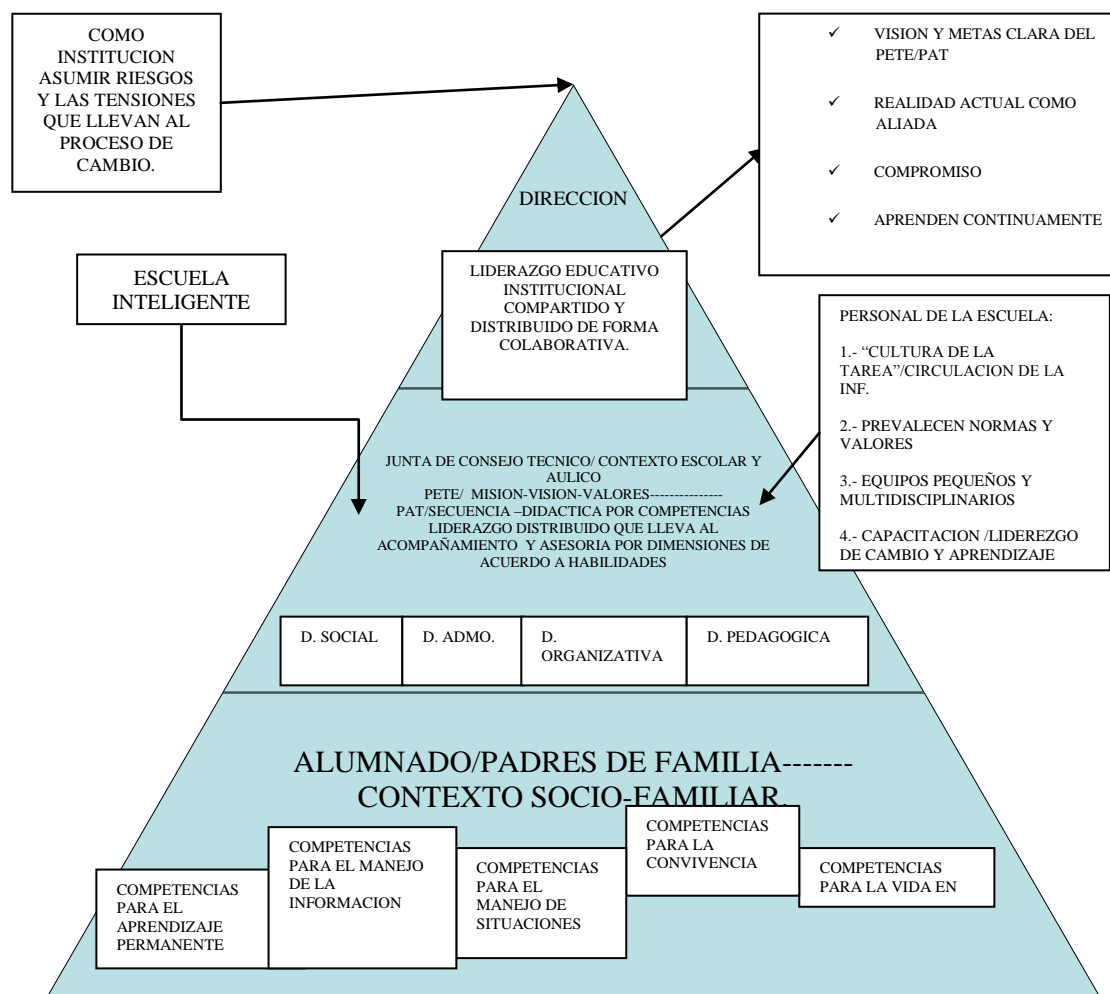 COMO
INSTITUCION
ASUMIR RIESGOS
Y LAS TENSIONES
QUE LLEVAN AL
PROCESO DE
CAMBIO.
✓ VISION Y METAS CLARA DEL
PETE/PAT
✓ REALIDAD ACTUAL COMO
ALIADA
✓ COMPROMISO
✓ APRENDEN CONTINUAMENTE
DIRECCION
ESCUELA
INTELIGENTE
LIDERAZGO EDUCATIVO
INSTITUCIONAL
COMPARTIDO Y
DISTRIBUIDO DE FORMA
COLABORATIVA.
PERSONAL DE LA ESCUELA:
1.- “CULTURA DE LA
TAREA”/CIRCULACION DE LA
INF.
2.- PREVALECEN NORMAS Y
VALORES
3.- EQUIPOS PEQUEÑOS Y
MULTIDISCIPLINARIOS
4.- CAPACITACION /LIDEREZGO
DE CAMBIO Y APRENDIZAJE
JUNTA DE CONSEJO TECNICO/ CONTEXTO ESCOLAR Y
AULICO
PETE/ MISION-VISION-VALORES---------------
PAT/SECUENCIA –DIDACTICA POR COMPETENCIAS
LIDERAZGO DISTRIBUIDO QUE LLEVA AL
ACOMPAÑAMIENTO Y ASESORIA POR DIMENSIONES DE
ACUERDO A HABILIDADES
D. SOCIAL
D. ADMO.
D.
ORGANIZATIVA
D. PEDAGOGICA
ALUMNADO/PADRES DE FAMILIA-------
CONTEXTO SOCIO-FAMILIAR.
COMPETENCIAS
PARA EL
APRENDIZAJE
PERMANENTE
COMPETENCIAS
PARA EL MANEJO
DE LA
INFORMACION
COMPETENCIAS
PARA EL
MANEJO DE
SITUACIONES
COMPETENCIAS
PARA LA
CONVIVENCIA
COMPETENCIAS
PARA LA VIDA EN